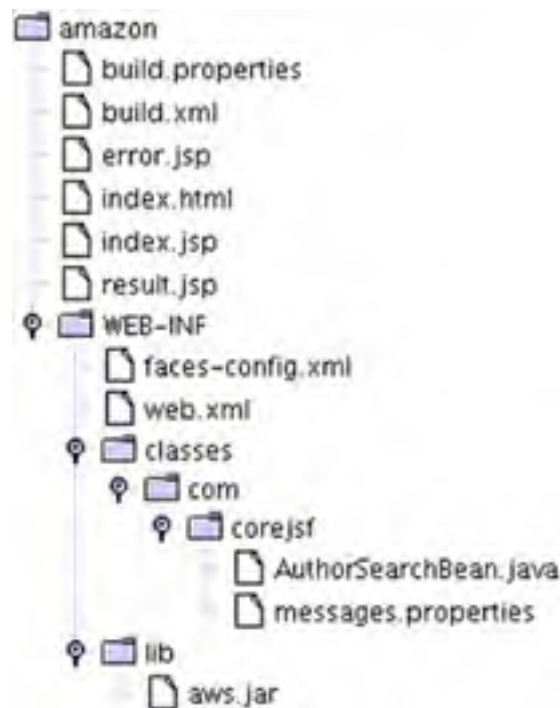 amazon
build.properties
build.xml
error.jsp
index.html
index.jsp
result.jsp
WEB-INF
faces-config.xml
web.xml
classes
com
corejsf
AuthorSearchBean.java
messages.properties
lib
aws.jar